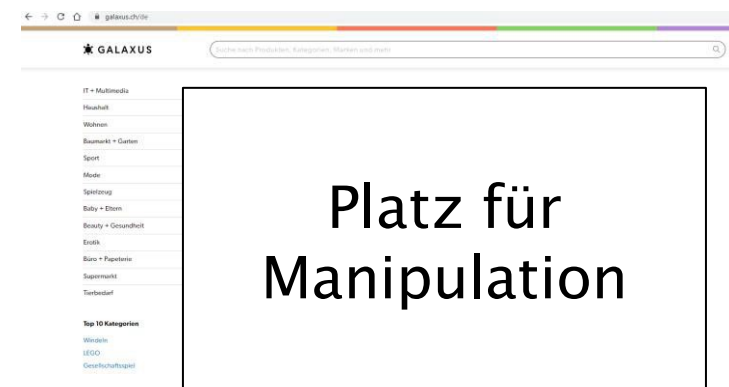 galaxus.ch/de
GALAXUS
Suche nach Produkten, Kategorien, Marken und mehr
IT + Multimedia
Haushalt
Wohnen
Baumarkt + Garten
Sport
Mode
Spielzeug
Baby + Eltern
Beauty + Gesundheit
Erotik
Büro + Papeterie
Supermarkt
Tierbedarf
Top 10 Kategorien
Windeln
LEGO
Gesellschaftsspiel
Platz für
Manipulation